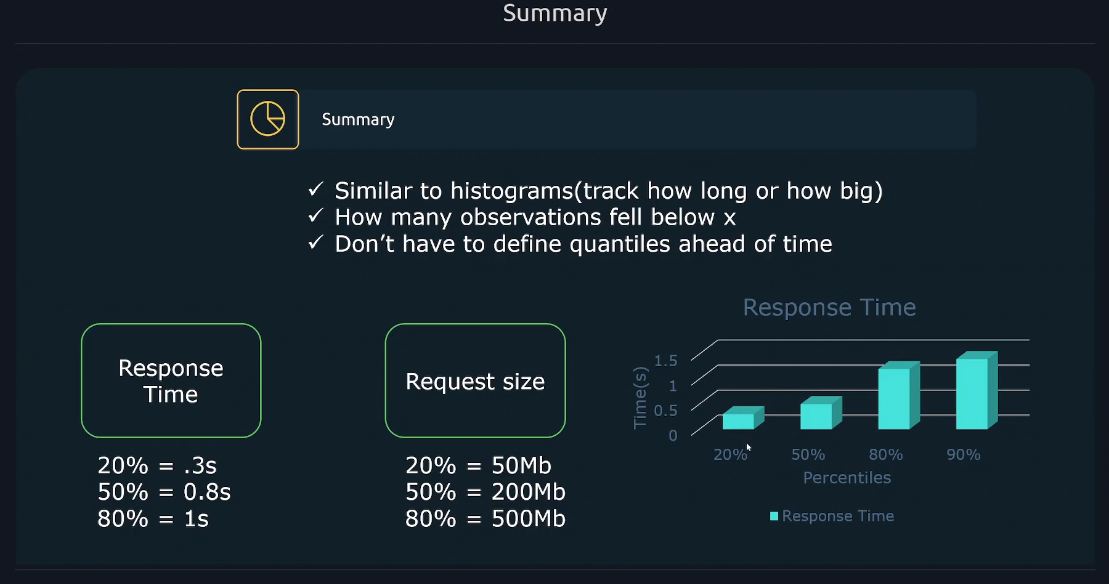 Summary
Summary
✓ Similar to histograms(track how long or how big)
✓ How many observations fell below x
✓ Don’t have to define quantiles ahead of time
Response
Time
20% = .3s
50% = 0.8s
80% = 1s
Request size
20% = 50Mb
50% = 200Mb
80% = 500Mb
Response Time
Time(s)
1.5
1
0.5
0
20% 50% 80% 90%
Percentiles
Response Time